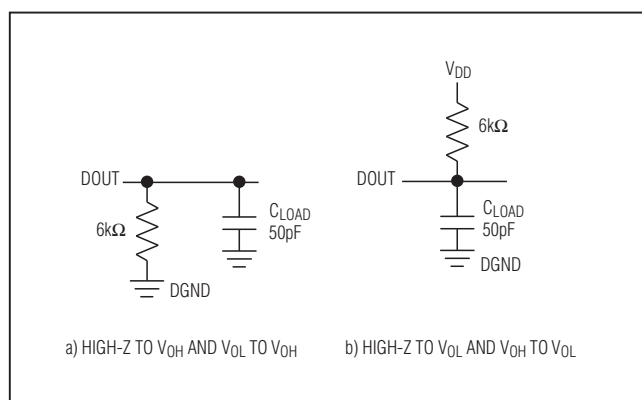 DOUT
6kΩ
DGND
CLOAD
50pF
a) HIGH-Z TO VOH AND VOL TO VOH
VDD
6kΩ
DOUT
CLOAD
50pF
DGND
b) HIGH-Z TO VOL AND VOH TO VOL